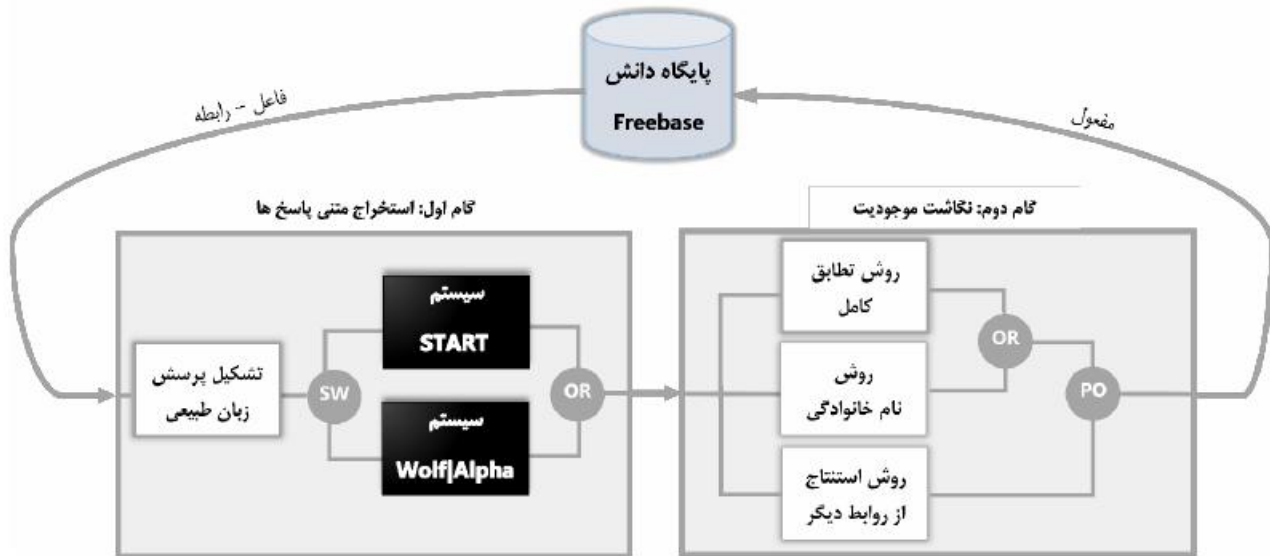 پایگاه دانش
Freebase
فاعل - رابطه
مفعول
گام اول: استخراج متنی پاسخ ها
گام دوم: نگاشت موجودیت
تشکیل پرسش
زبان طبیعی
SW
سیستم
START
سیستم
Wolf|Alpha
OR
روش تطابق
کامل
روش
نام خانوادگی
روش استنتاج
از روابط دیگر
OR
PO